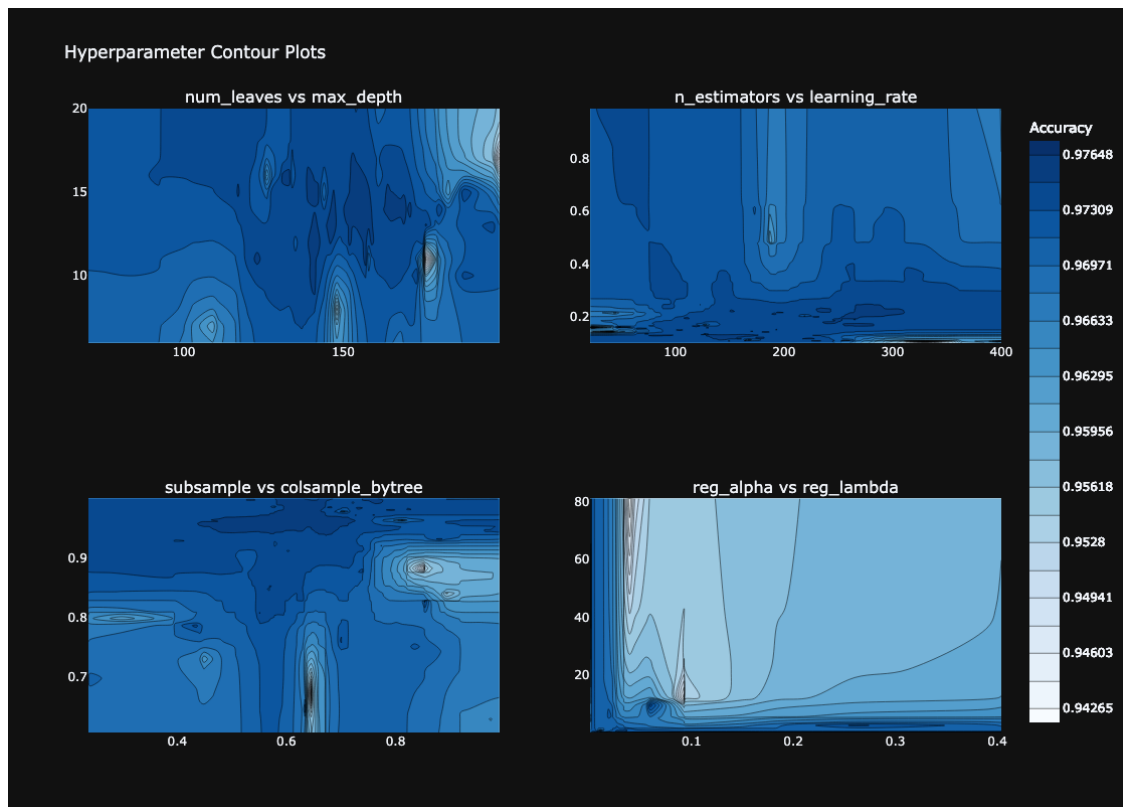 Hyperparameter Contour Plots
num_leaves vs max_depth
20
15
10
100 150
n_estimators vs learning_rate
0.8
0.6
0.4
0.2
100 200 300 400
Accuracy
0.97648
0.97309
0.96971
0.96633
0.96295
0.95956
0.95618
0.9528
0.94941
0.94603
0.94265
subsample vs colsample_bytree
0.9
0.8
0.7
0.4 0.6 0.8
reg_alpha vs reg_lambda
80
60
40
20
0.1 0.2 0.3 0.4